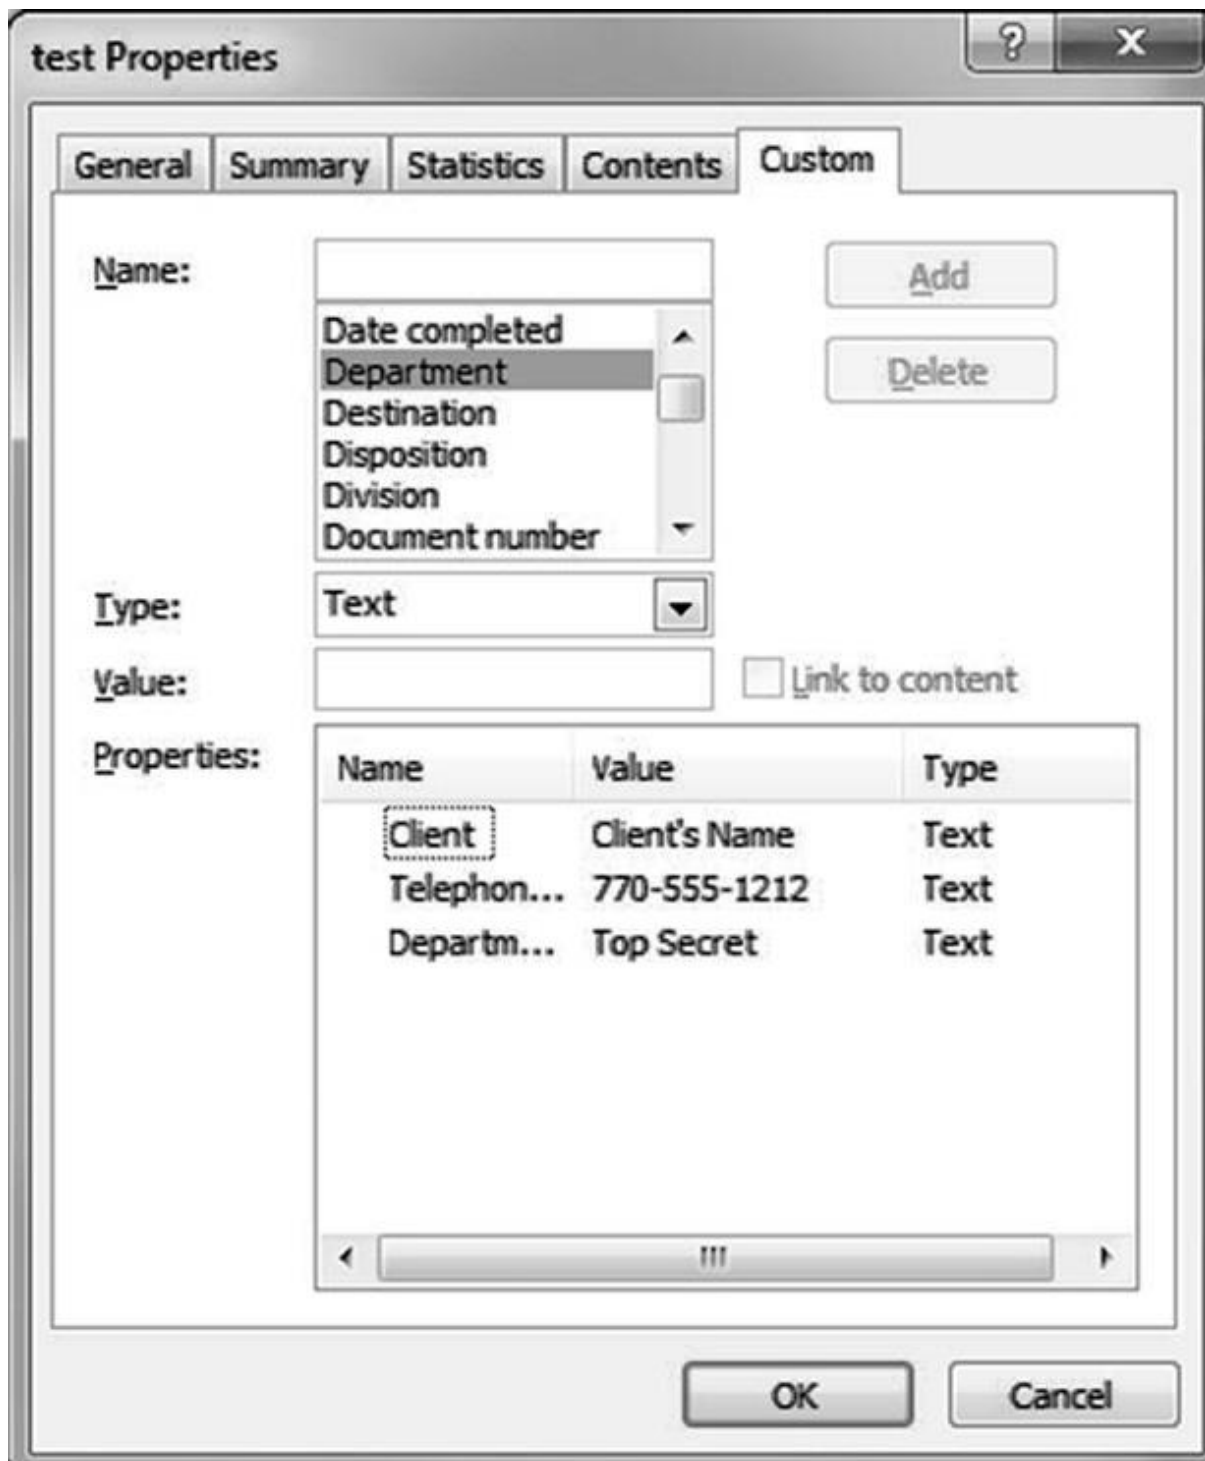 test Properties
General Summary Statistics Contents Custom
Name: Add
Date completed
Department Delete
Destination
Disposition
Division
Document number
Type: Text
Value: Link to content
Properties: Name Value Type
Client Client's Name Text
Telephon... 770-555-1212 Text
Departm... Top Secret Text
OK Cancel